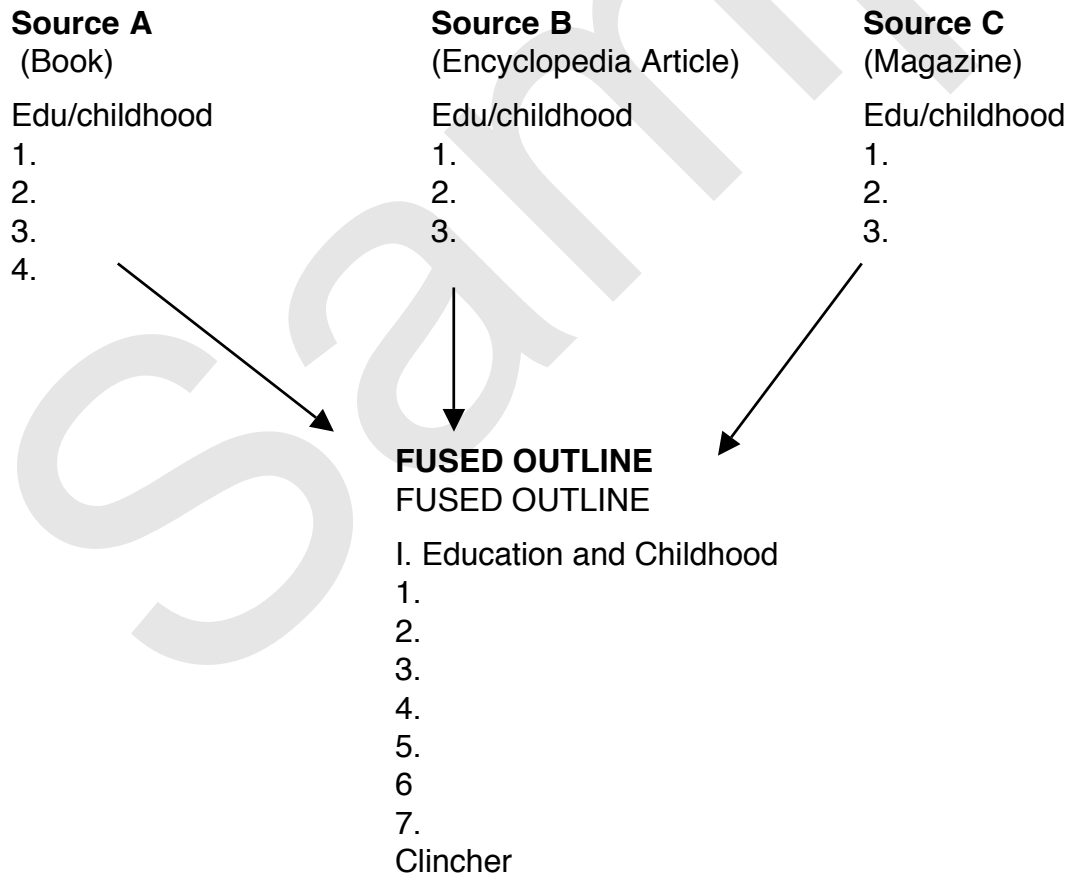 Source A
(Book)
Edu/childhood
1.
2.
3.
4.
Source B
(Encyclopedia Article)
Edu/childhood
1.
2.
3.
Source C
(Magazine)
Edu/childhood
1.
2.
3.
FUSED OUTLINE
FUSED OUTLINE
I. Education and Childhood
1.
2.
3.
4.
5.
6
7.
Clincher
Sam